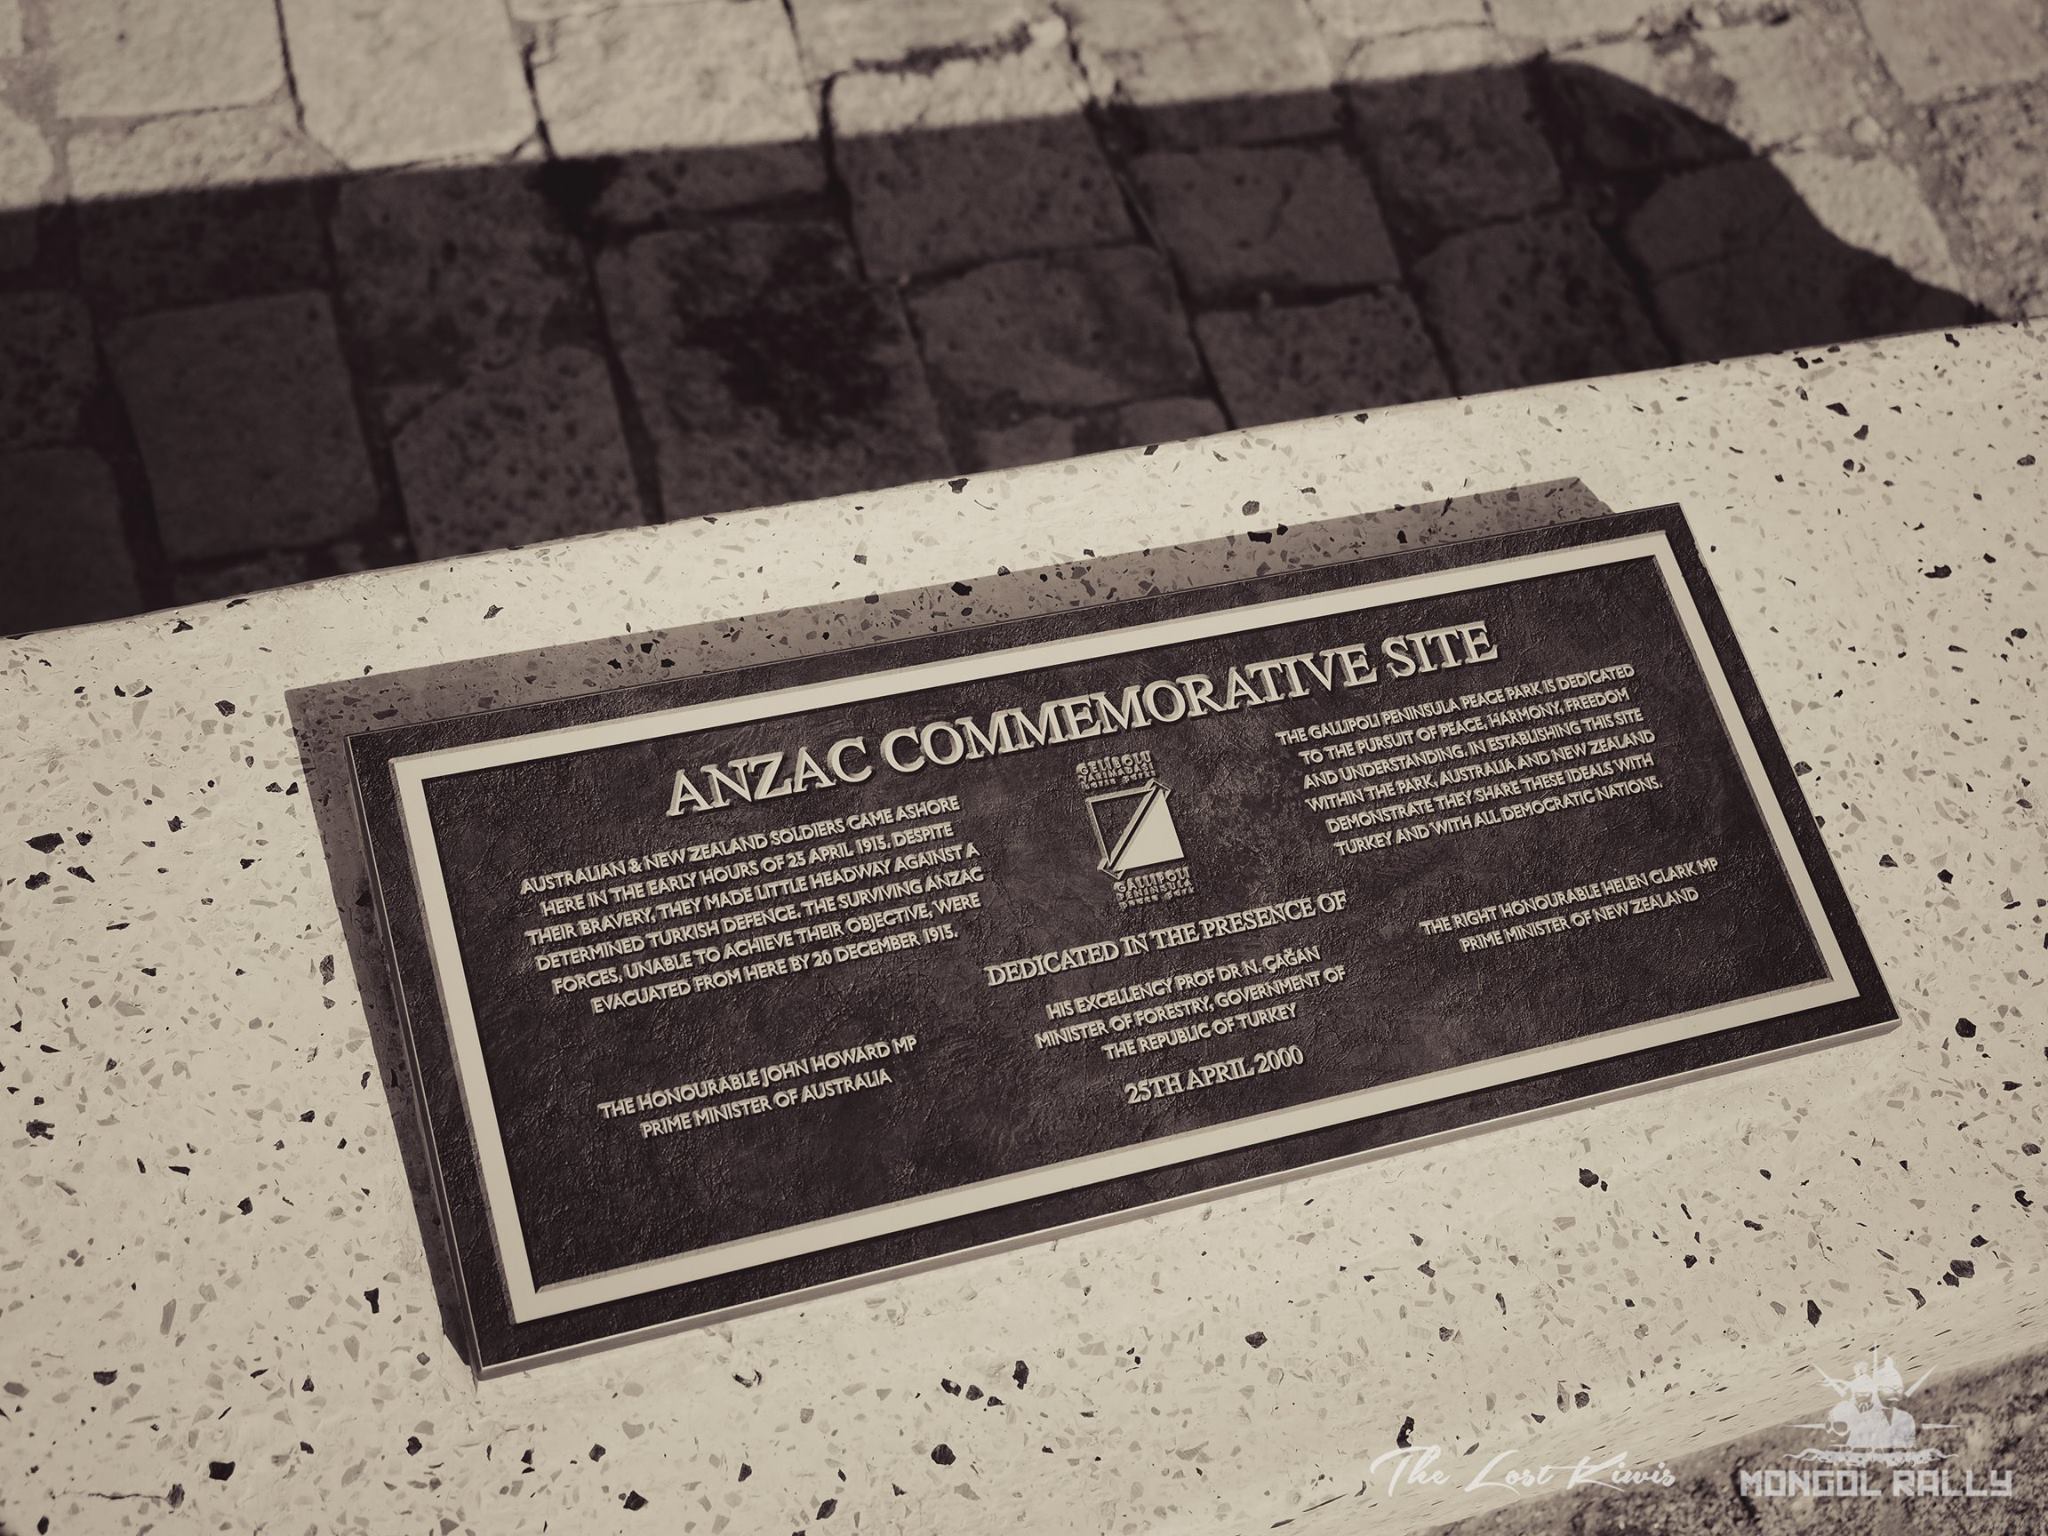 ANZAC COMMEMORATIVE SITE
AUSTRALIAN & NEW ZEALAND SOLDIERS CAME ASHORE
HERE IN THE EARLY HOURS OF 25 APRIL 1915. DESPITE
THEIR BRAVERY, THEY MADE LITTLE HEADWAY AGAINST A
DETERMINED TURKISH DEFENCE. THE SURVIVING ANZAC
FORCES, UNABLE TO ACHIEVE THEIR OBJECTIVE, WERE
EVACUATED FROM HERE BY 20 DECEMBER 1915.
THE HONOURABLE JOHN HOWARD MP
PRIME MINISTER OF AUSTRALIA
GELIBOLU
YARIMADASI
GALLIPOLI
PENINSULA
DEDICATED IN THE PRESENCE OF
HIS EXCELLENCY PROF DR N. ÇAĞAN
MINISTER OF FORESTRY, GOVERNMENT OF
THE REPUBLIC OF TURKEY
25TH APRIL 2000
THE GALLIPOLI PENINSULA PEACE PARK IS DEDICATED
TO THE PURSUIT OF PEACE, HARMONY, FREEDOM
AND UNDERSTANDING. IN ESTABLISHING THIS SITE
WITHIN THE PARK, AUSTRALIA AND NEW ZEALAND
DEMONSTRATE THEY SHARE THESE IDEALS WITH
TURKEY AND WITH ALL DEMOCRATIC NATIONS.
THE RIGHT HONOURABLE HELEN CLARK MP
PRIME MINISTER OF NEW ZEALAND
The Lost Kiwis
MONGOL RALLY